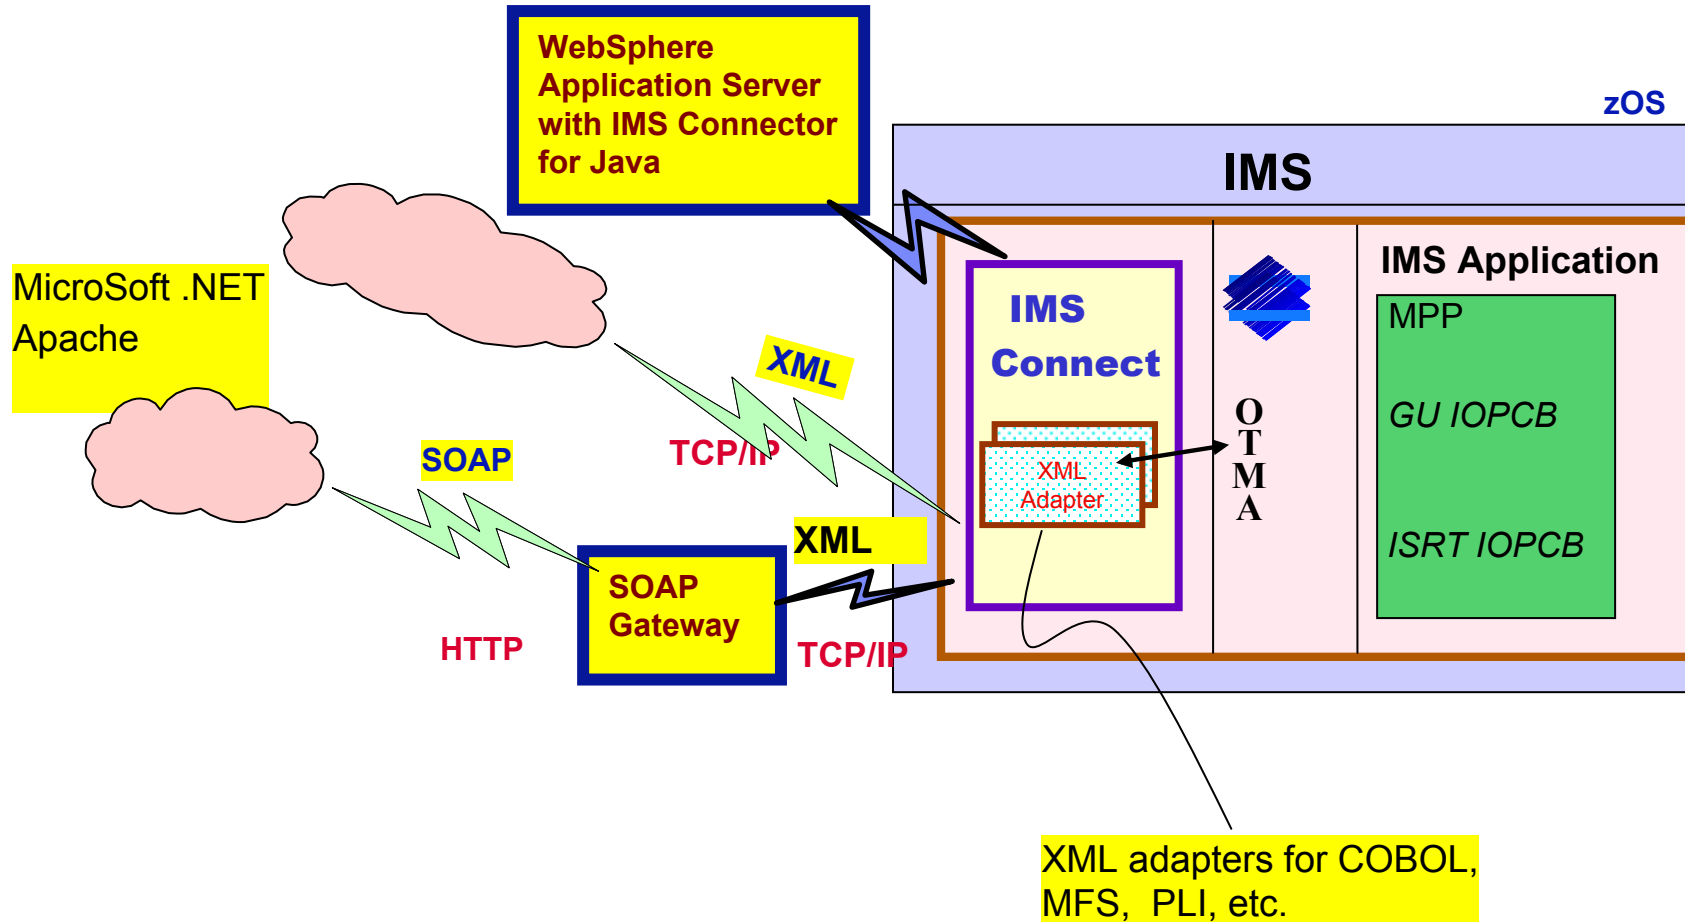 WebSphere
Application Server
with IMS Connector
for Java
zOS
IMS
MicroSoft .NET
Apache
IMS Application
IMS
Connect
MPP
XML
GU IOPCB
O
T
M
A
SOAP
TCP/IP
XML
Adapter
XML
ISRT IOPCB
SOAP
Gateway
HTTP
TCP/IP
XML adapters for COBOL,
MFS, PLI, etc.